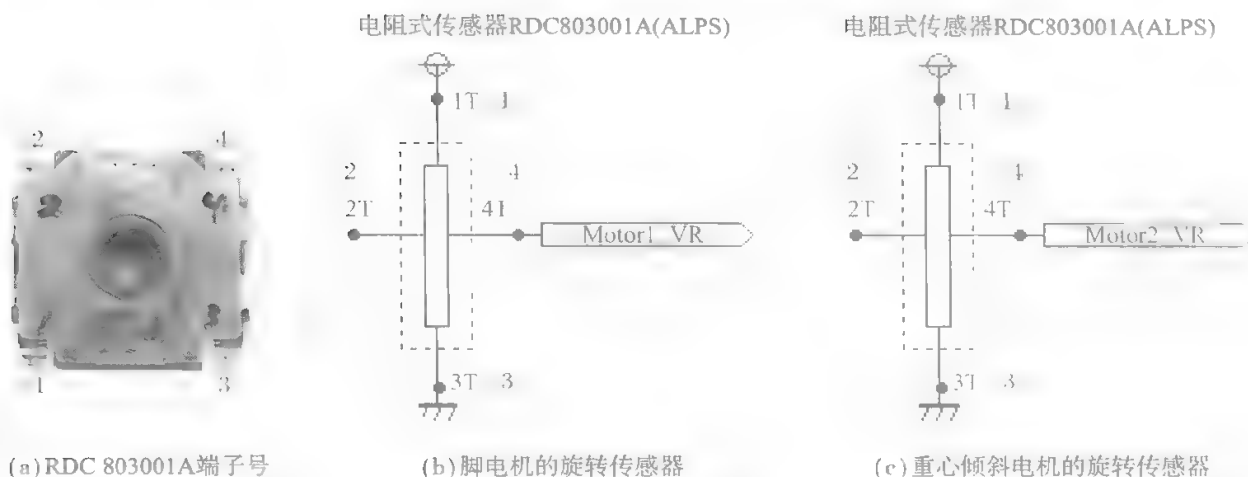 电阻式传感器RDC803001A(ALPS)
电阻式传感器RDC803001A(ALPS)
2 4
1 3
1T 1
2 4
2T 4T
Motor1_VR
3T 3
1T 1
2 4
2T 4T
Motor2_VR
3T 3
(a)RDC 803001A端子号
(b)脚电机的旋转传感器
(c)重心倾斜电机的旋转传感器